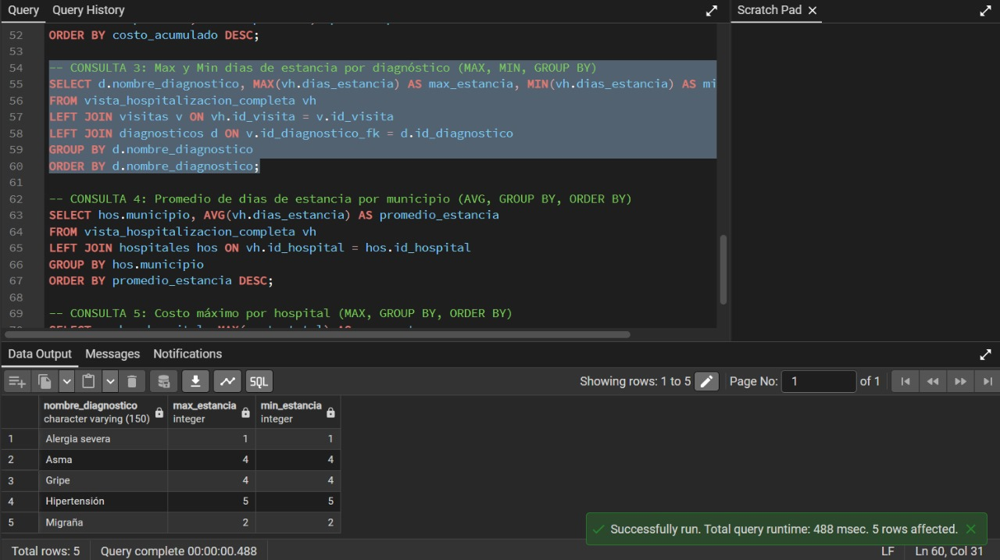 Query Query History
Scratch Pad
52 ORDER BY costo_acumulado DESC;
53
54 -- CONSULTA 3: Max y Min dias de estancia por diagnóstico (MAX, MIN, GROUP BY)
55 SELECT d.nombre_diagnostico, MAX(vh.dias_estancia) AS max_estancia, MIN(vh.dias_estancia) AS mi
56 FROM vista_hospitalizacion_completa vh
57 LEFT JOIN visitas v ON vh.id_visita = v.id_visita
58 LEFT JOIN diagnosticos d ON v.id_diagnostico_fk = d.id_diagnostico
59 GROUP BY d.nombre_diagnostico
60 ORDER BY d.nombre_diagnostico;
61
62 -- CONSULTA 4: Promedio de dias de estancia por municipio (AVG, GROUP BY, ORDER BY)
63 SELECT hos.municipio, AVG(vh.dias_estancia) AS promedio_estancia
64 FROM vista_hospitalizacion_completa vh
65 LEFT JOIN hospitales hos ON vh.id_hospital = hos.id_hospital
66 GROUP BY hos.municipio
67 ORDER BY promedio_estancia DESC;
68
69 -- CONSULTA 5: Costo máximo por hospital (MAX, GROUP BY, ORDER BY)
Data Output Messages Notifications
SQL Showing rows: 1 to 5 Page No: 1 of 1
nombre_diagnostico max_estancia min_estancia
character varying (150) integer integer
1 Alergia severa 1 1
2 Asma 4 4
3 Gripe 4 4
4 Hipertensión 5 5
5 Migraña 2 2
Successfully run. Total query runtime: 488 msec. 5 rows affected.
Total rows: 5 Query complete 00:00:00.488 LF Ln 60, Col 31